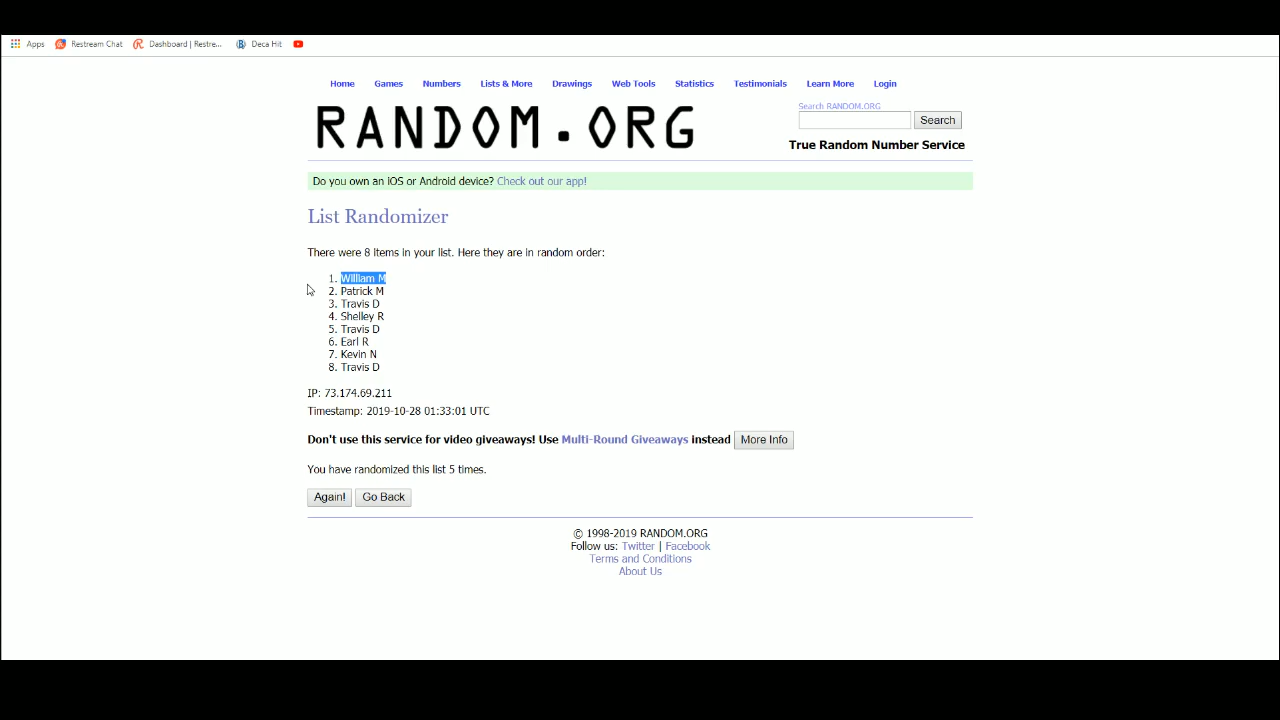 Apps Restream Chat Dashboard | Restre... Deca Hit
Home Games Numbers Lists & More Drawings Web Tools Statistics Testimonials Learn More Login
RANDOM.ORG
Search RANDOM.ORG
Search
True Random Number Service
Do you own an iOS or Android device? Check out our app!
List Randomizer
There were 8 items in your list. Here they are in random order:
1. William M
2. Patrick M
3. Travis D
4. Shelley R
5. Travis D
6. Earl R
7. Kevin N
8. Travis D
IP: 73.174.69.211
Timestamp: 2019-10-28 01:33:01 UTC
Don't use this service for video giveaways! Use Multi-Round Giveaways instead More Info
You have randomized this list 5 times.
Again! Go Back
© 1998-2019 RANDOM.ORG
Follow us: Twitter | Facebook
Terms and Conditions
About Us